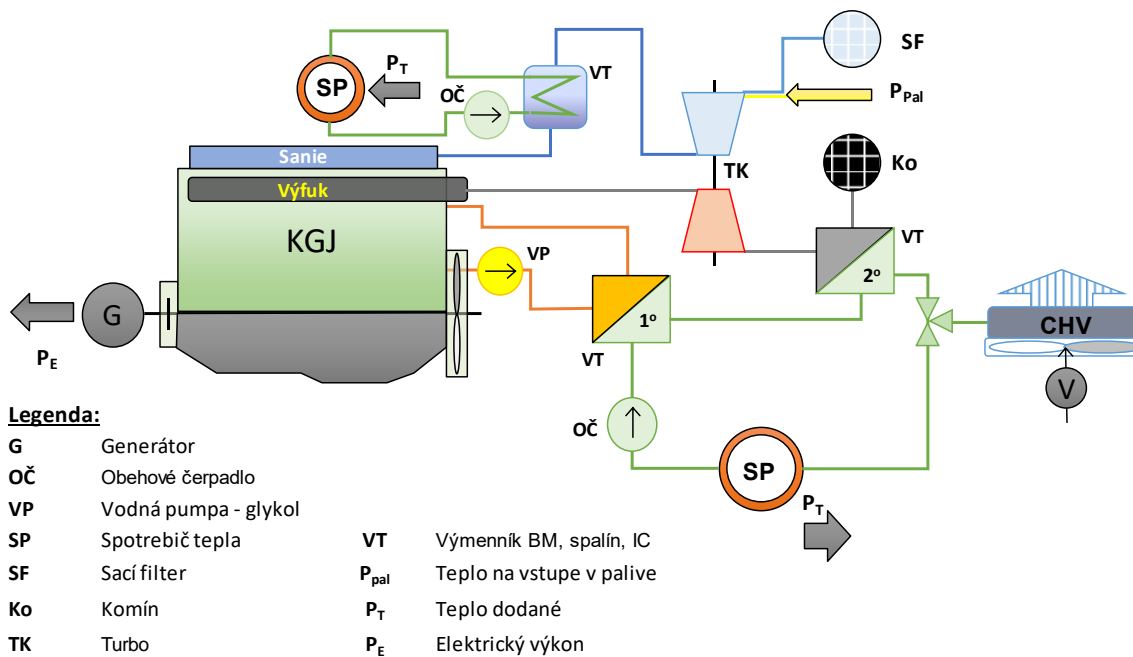 SF
VT
P_T
SP
OČ
P_Pal
Ko
Sanie
TK
Výfuk
VT
KGJ
VP
2º
1º
CHV
G
VT
V
P_E
OČ
SP
P_T
Legenda:
G Generátor
OČ Obehové čerpadlo
VP Vodná pumpa - glykol
SP Spotrebič tepla VT Výmenník BM, spalín, IC
SF Sací filter P_pal Teplo na vstupe v palive
Ko Komín P_T Teplo dodané
TK Turbo P_E Elektrický výkon